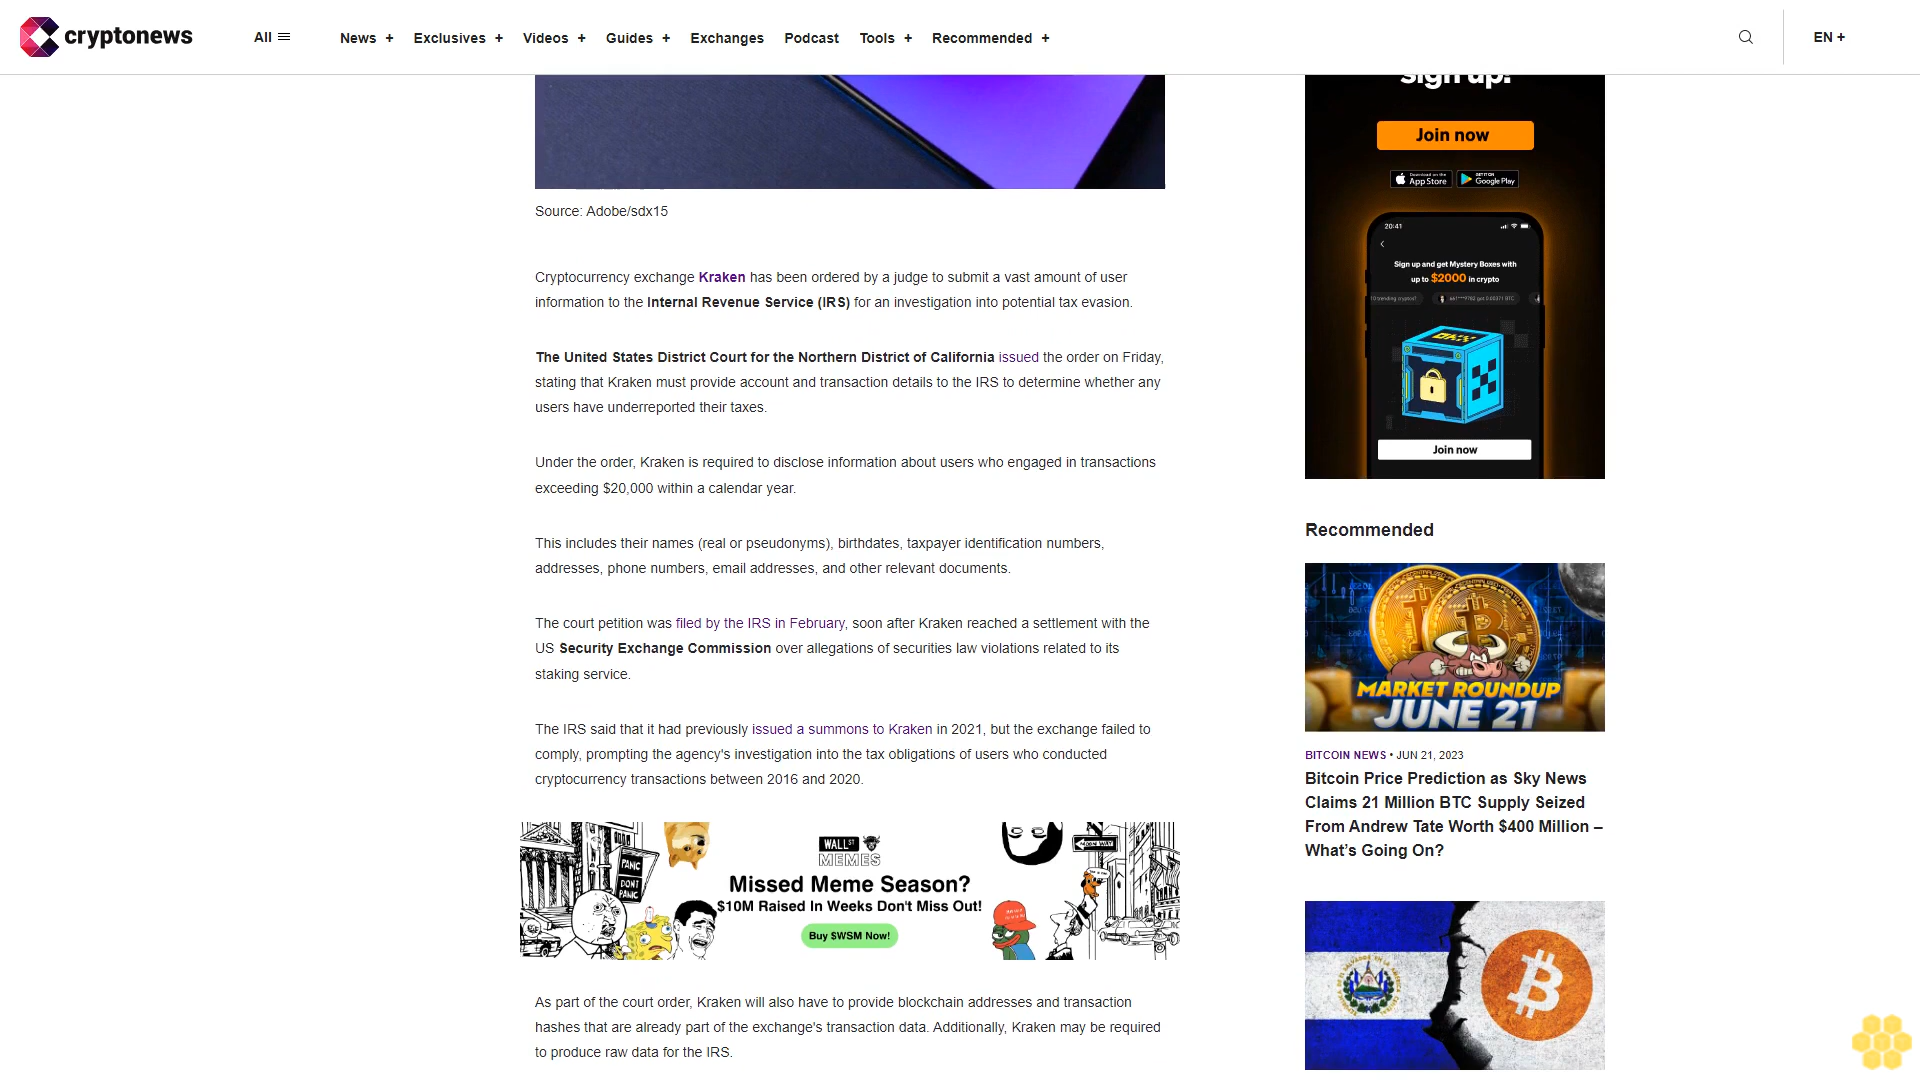 cryptonews
All
News +
Exclusives +
Videos +
Guides +
Exchanges
Podcast
Tools +
Recommended +
EN +
Source: Adobe/sdx15
Cryptocurrency exchange Kraken has been ordered by a judge to submit a vast amount of user
information to the Internal Revenue Service (IRS) for an investigation into potential tax evasion.
The United States District Court for the Northern District of California issued the order on Friday,
stating that Kraken must provide account and transaction details to the IRS to determine whether any
users have underreported their taxes.
Under the order, Kraken is required to disclose information about users who engaged in transactions
exceeding $20,000 within a calendar year.
This includes their names (real or pseudonyms), birthdates, taxpayer identification numbers,
addresses, phone numbers, email addresses, and other relevant documents.
The court petition was filed by the IRS in February, soon after Kraken reached a settlement with the
US Security Exchange Commission over allegations of securities law violations related to its
staking service.
The IRS said that it had previously issued a summons to Kraken in 2021, but the exchange failed to
comply, prompting the agency's investigation into the tax obligations of users who conducted
cryptocurrency transactions between 2016 and 2020.
PANIC
DONT
PANIC
WALL ST
MEMES
Missed Meme Season?
$10M Raised In Weeks Don't Miss Out!
Buy $WSM Now!
As part of the court order, Kraken will also have to provide blockchain addresses and transaction
hashes that are already part of the exchange's transaction data. Additionally, Kraken may be required
to produce raw data for the IRS.
Sign up!
Join now
Download on the
App Store
GET IT ON
Google Play
20:41
Sign up and get Mystery Boxes with
up to $2000 in crypto
Join now
Recommended
MARKET ROUNDUP
JUNE 21
BITCOIN NEWS • JUN 21, 2023
Bitcoin Price Prediction as Sky News
Claims 21 Million BTC Supply Seized
From Andrew Tate Worth $400 Million –
What's Going On?